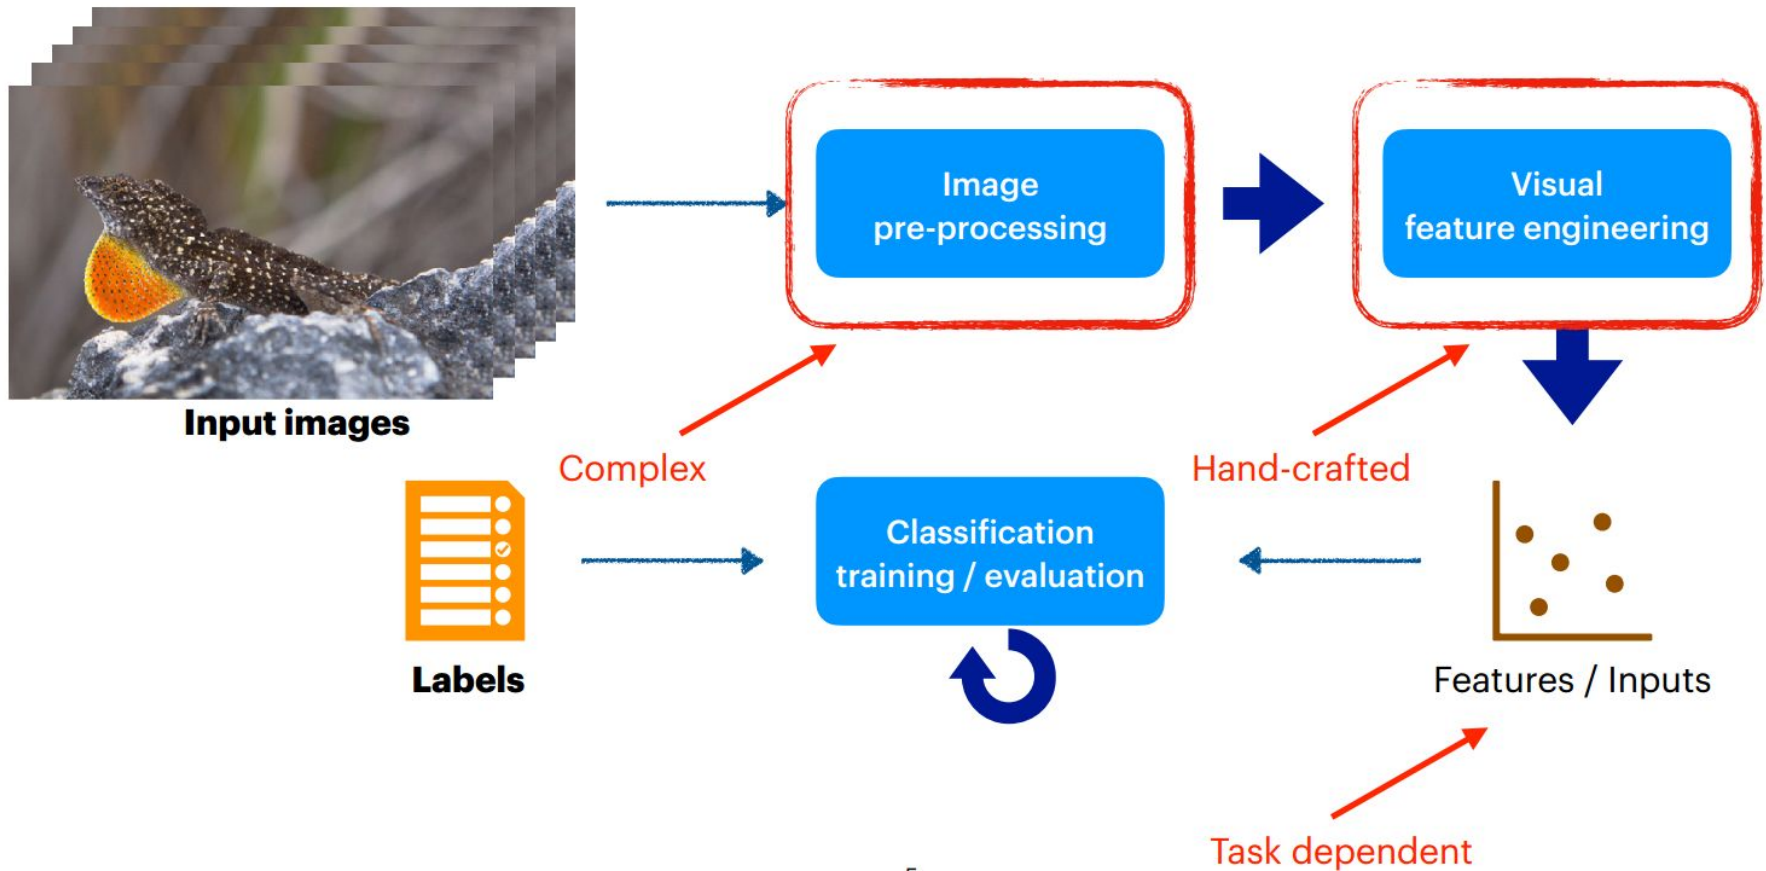 Image
pre-processing
Visual
feature engineering
Input images
Complex
Hand-crafted
Classification
training / evaluation
Labels
Features / Inputs
Task dependent